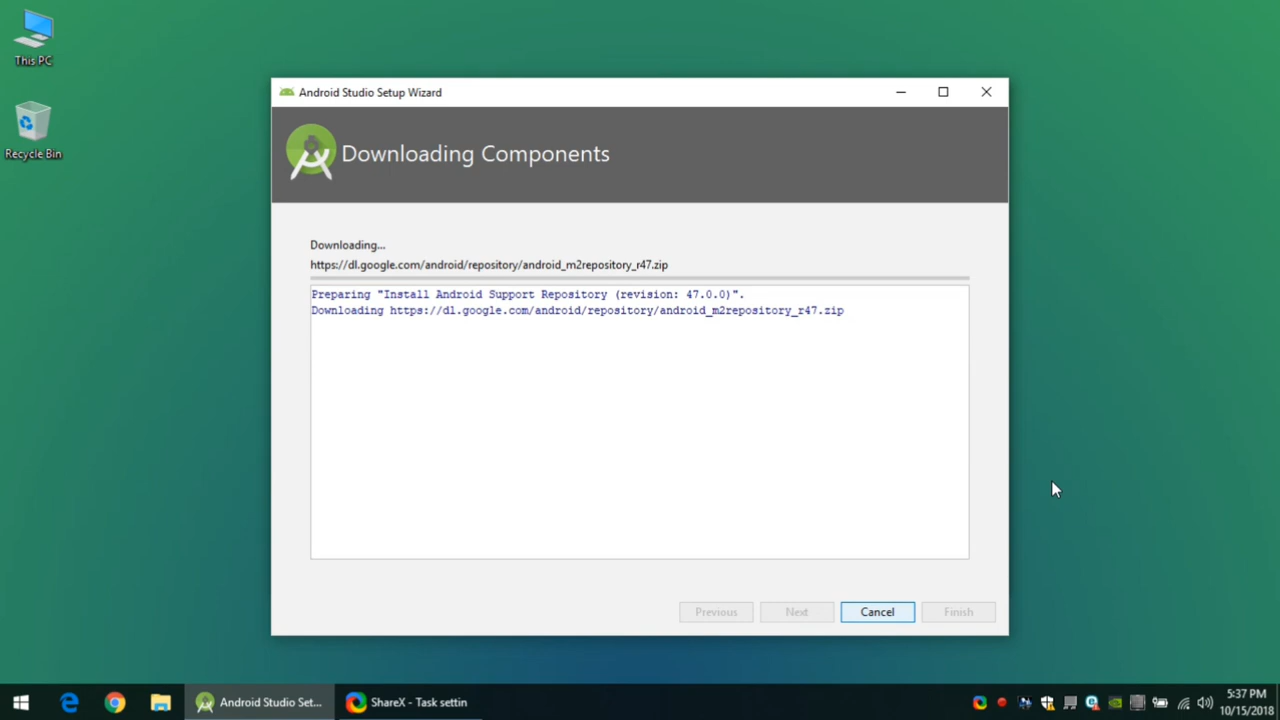 This PC
Recycle Bin
Android Studio Setup Wizard
Downloading Components
Downloading...
https://dl.google.com/android/repository/android_m2repository_r47.zip
Preparing "Install Android Support Repository (revision: 47.0.0)".
Downloading https://dl.google.com/android/repository/android_m2repository_r47.zip
Previous
Next
Cancel
Finish
Android Studio Set...
ShareX - Task settin
5:37 PM
10/15/2018